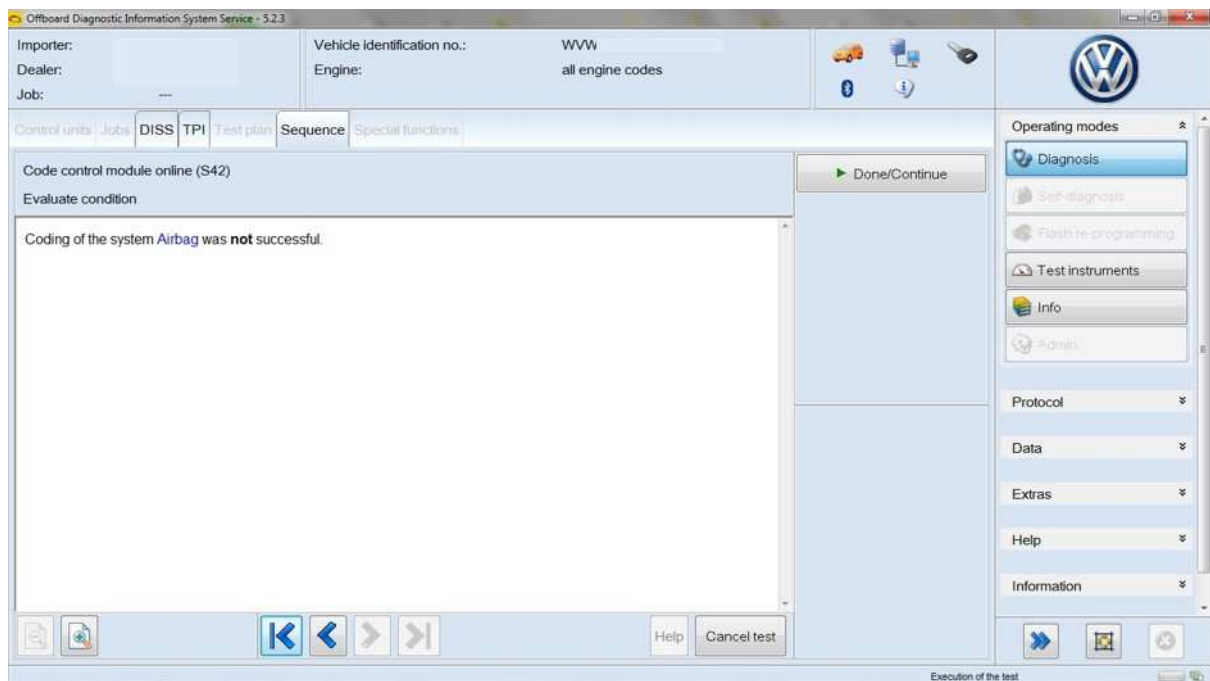 Offboard Diagnostic Information System Service - 5.2.3
Importer:
Dealer:
Job: ---
Vehicle identification no.: WVW
Engine: all engine codes
Control units Jobs DISS TPI Test plan Sequence Special functions
Code control module online (S42)
Evaluate condition
Done/Continue
Coding of the system Airbag was not successful.
Operating modes
Diagnosis
Self-diagnosis
Flash re-programming
Test instruments
Info
Admin
Protocol
Data
Extras
Help
Information
Help Cancel test
Execution of the test